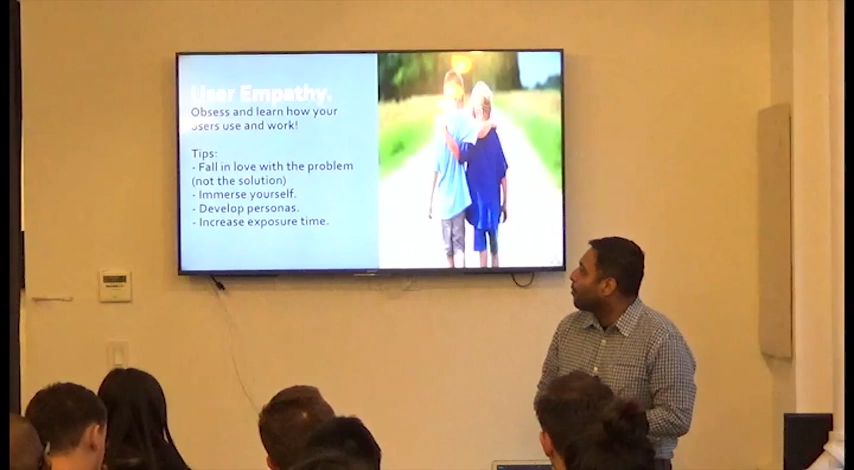 User Empathy.
Obsess and learn how your
users use and work!
Tips:
- Fall in love with the problem
(not the solution)
- Immerse yourself.
- Develop personas.
- Increase exposure time.